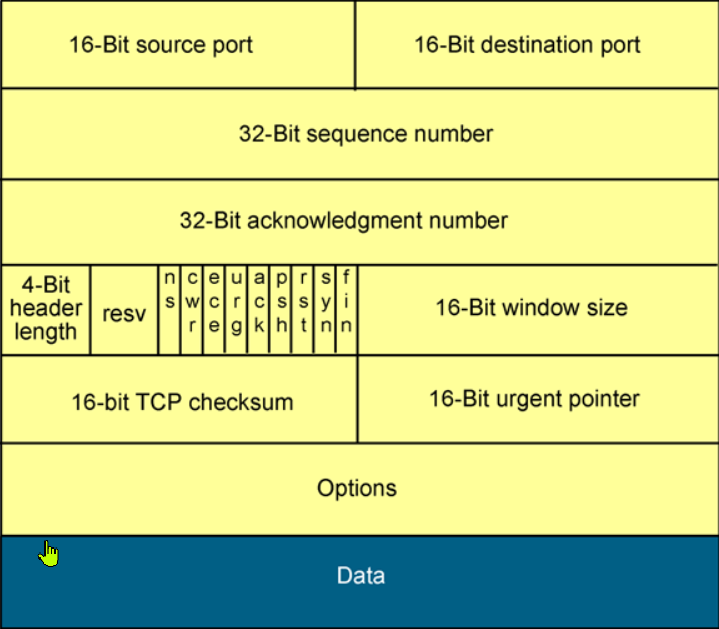 16-Bit source port
16-Bit destination port
32-Bit sequence number
32-Bit acknowledgment number
4-Bit
header
length
resv
ns
cwr
ece
urg
ack
psh
rst
syn
fin
16-Bit window size
16-bit TCP checksum
16-Bit urgent pointer
Options
Data